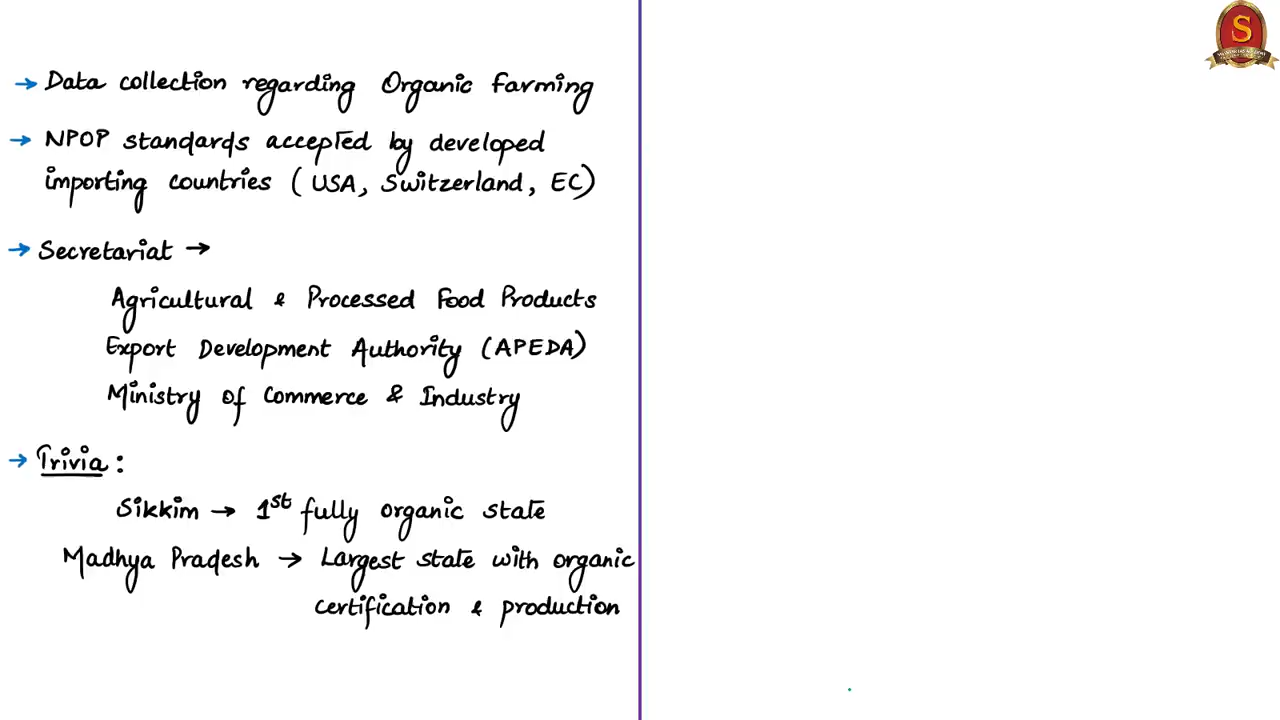 → Data collection regarding Organic farming
→ NPOP standards accepted by developed
importing countries (USA, Switzerland, EC)
→ Secretariat →
Agricultural & Processed Food Products
Export Development Authority (APEDA)
Ministry of Commerce & Industry
→ Trivia :
Sikkim → 1st fully organic state
Madhya Pradesh → Largest state with organic
certification & production
S